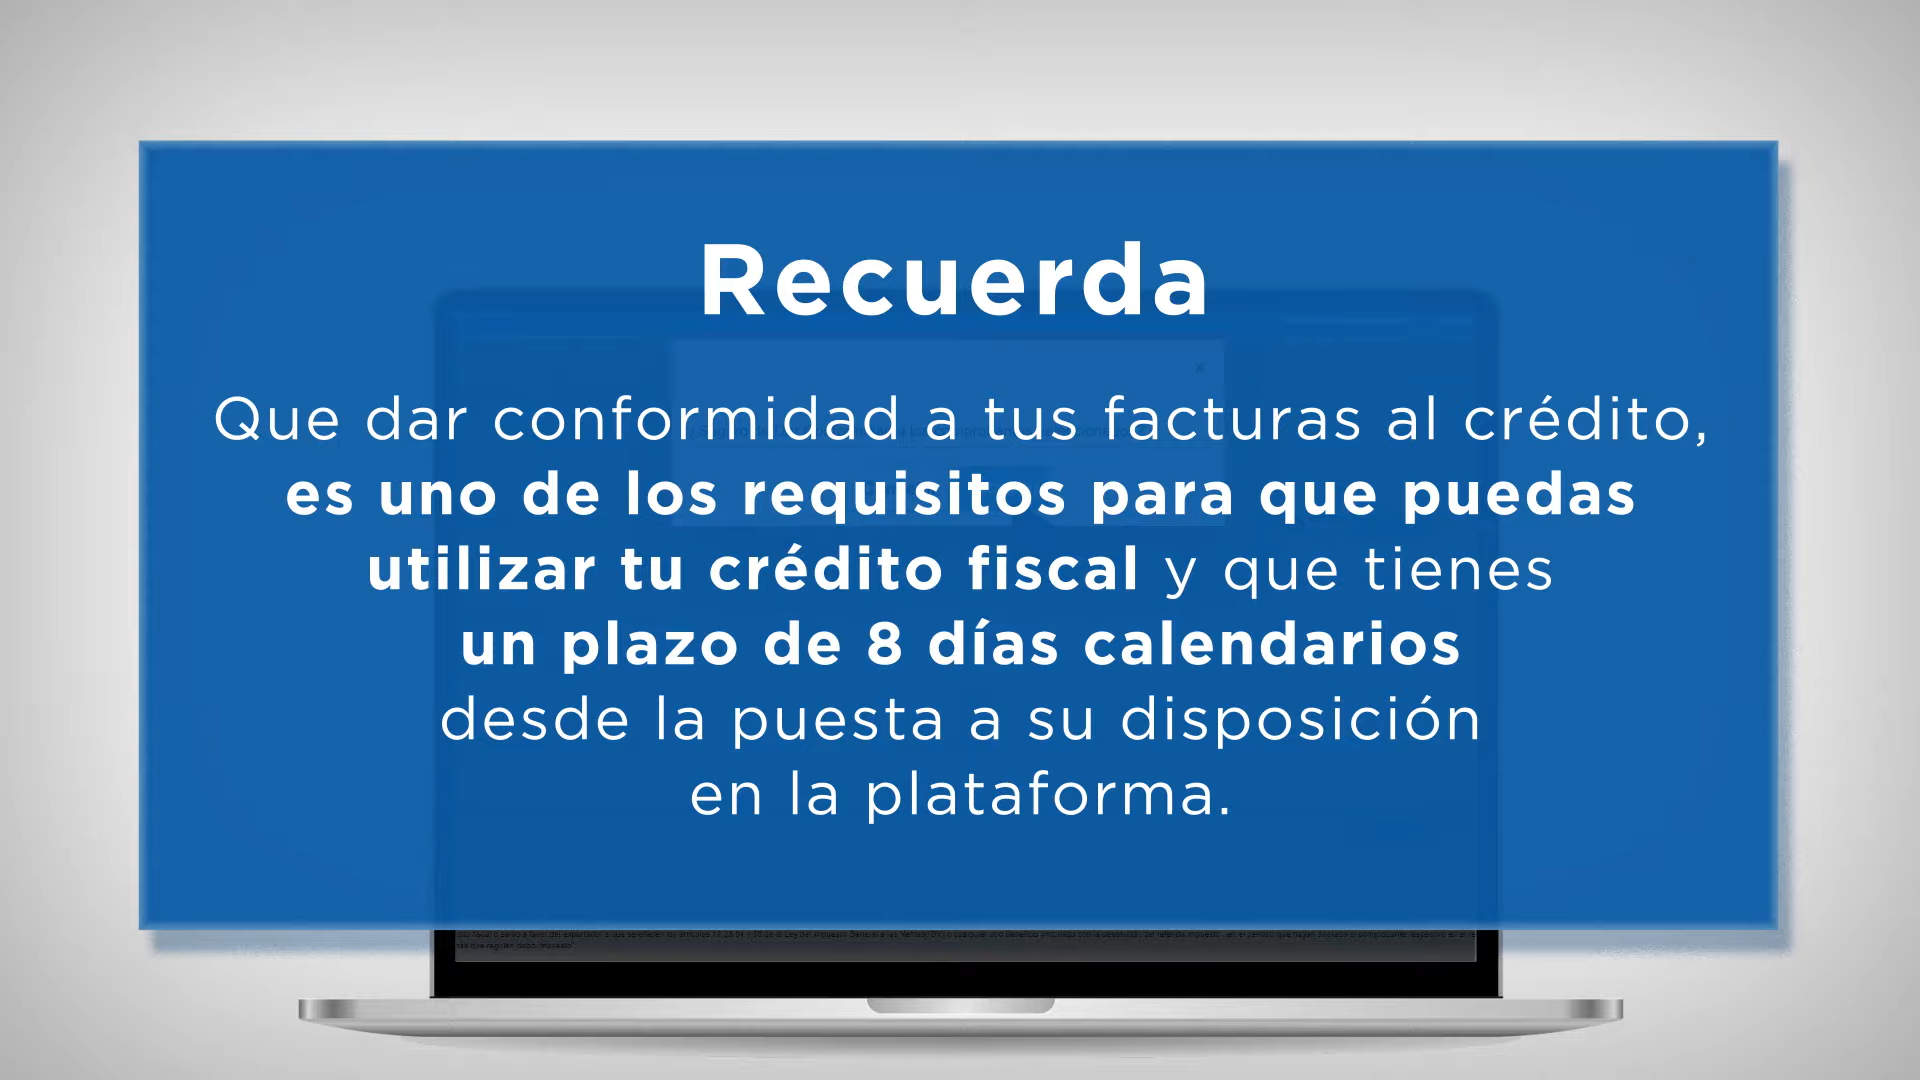 Recuerda
Que dar conformidad a tus facturas al crédito,
es uno de los requisitos para que puedas
utilizar tu crédito fiscal y que tienes
un plazo de 8 días calendarios
desde la puesta a su disposición
en la plataforma.